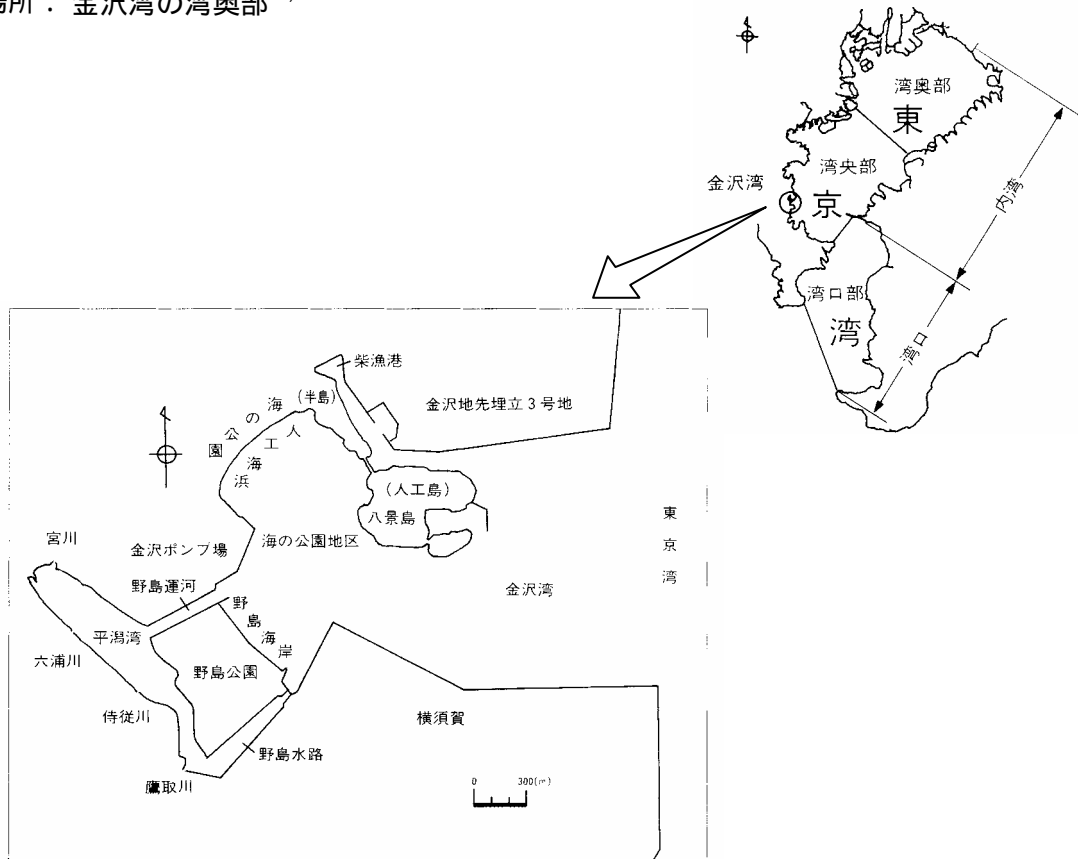 場所： 金沢湾の湾奥部
湾奥部
東
湾央部
京
金沢湾
内湾
湾口部
湾
湾口
柴漁港
(半島)
海の公園
人工海浜
金沢地先埋立3号地
(人工島)
八景島
東京湾
宮川
金沢ポンプ場
海の公園地区
野島運河
金沢湾
野島海岸
平潟湾
六浦川
野島公園
侍従川
横須賀
野島水路
鷹取川
0 300(m)